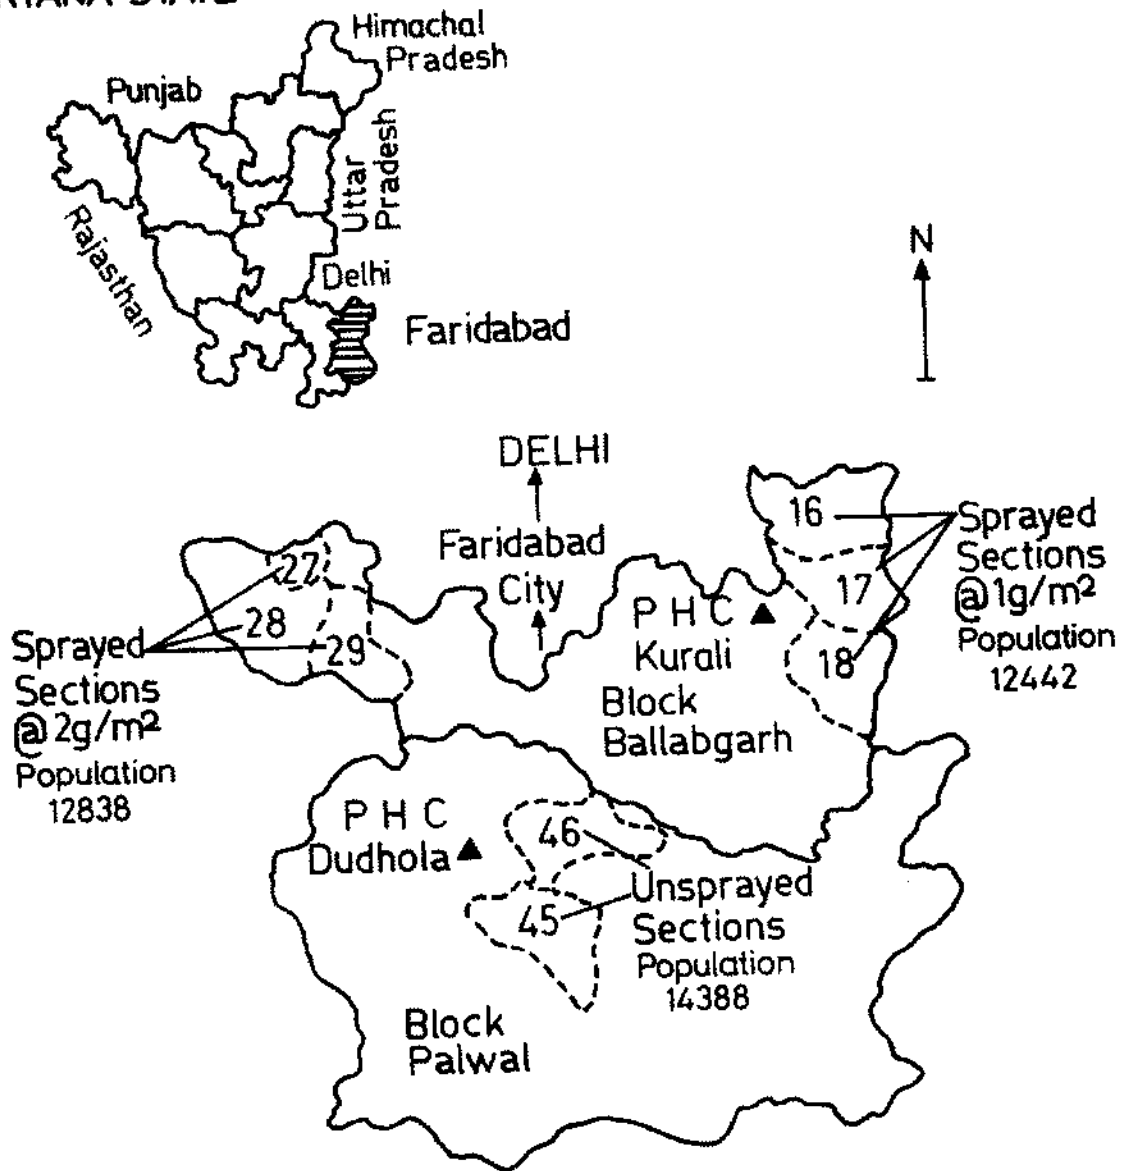 STATE
Himachal
Pradesh
Punjab
Uttar
Pradesh
Rajasthan
Delhi
Faridabad
N
DELHI
Faridabad
City
16
17
18
Sprayed
Sections
@1g/m²
Population
12442
27
28
29
Sprayed
Sections
@2g/m²
Population
12838
P H C
Kurali
Block
Ballabgarh
P H C
Dudhola
46
45
Unsprayed
Sections
Population
14388
Block
Palwal